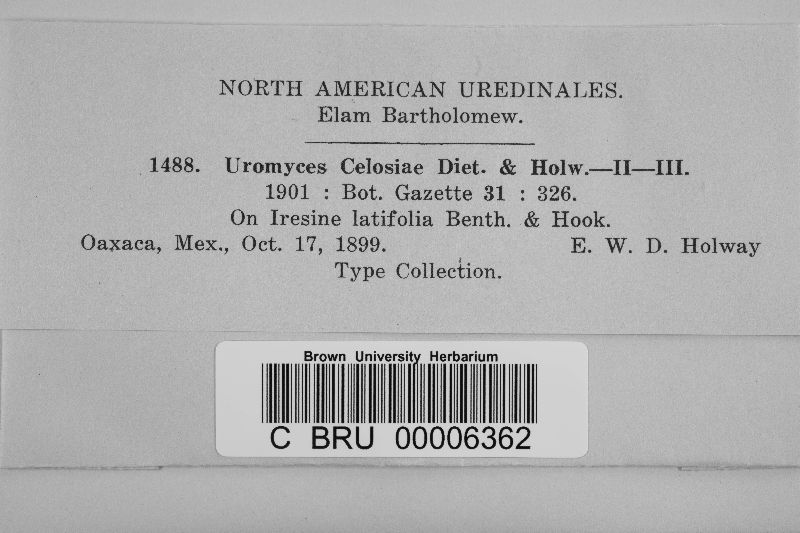 NORTH AMERICAN UREDINALES.
Elam Bartholomew.
1488. Uromyces Celosiae Diet. & Holw.—II—III.
1901 : Bot. Gazette 31 : 326.
On Iresine latifolia Benth. & Hook.
Oaxaca, Mex., Oct. 17, 1899. E. W. D. Holway
Type Collection.
Brown University Herbarium
C BRU 00006362